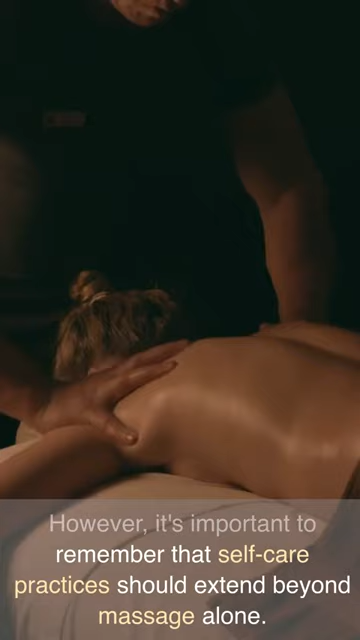 However, it's important to
remember that self-care
practices should extend beyond
massage alone.